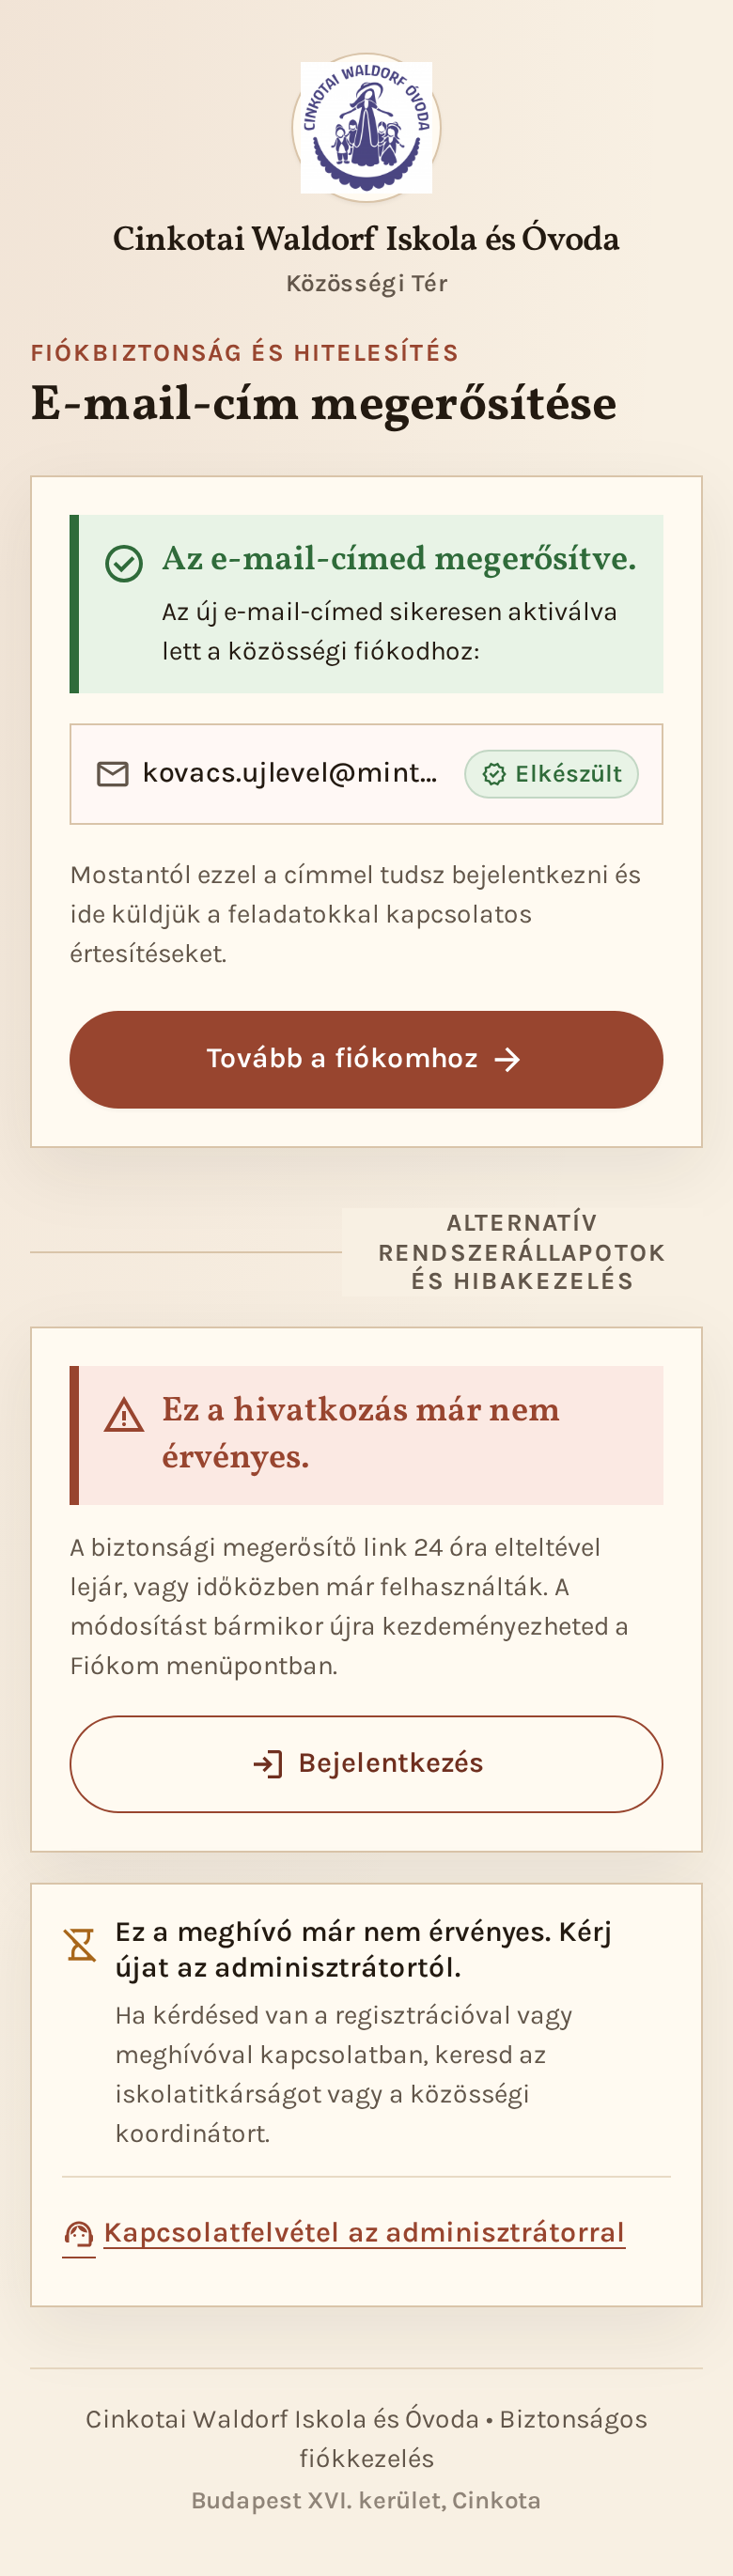 CINKOTAI WALDORF ÓVODA
Cinkotai Waldorf Iskola és Óvoda
Közösségi Tér
FIÓKBIZTONSÁG ÉS HITELESÍTÉS
E-mail-cím megerősítése
Az e-mail-címed megerősítve.
Az új e-mail-címed sikeresen aktiválva
lett a közösségi fiókodhoz:
kovacs.ujlevel@mint...
Elkészült
Mostantól ezzel a címmel tudsz bejelentkezni és
ide küldjük a feladatokkal kapcsolatos
értesítéseket.
Tovább a fiókomhoz
ALTERNATÍV
RENDSZERÁLLAPOTOK
ÉS HIBAKEZELÉS
Ez a hivatkozás már nem
érvényes.
A biztonsági megerősítő link 24 óra elteltével
lejár, vagy időközben már felhasználták. A
módosítást bármikor újra kezdeményezheted a
Fiókom menüpontban.
Bejelentkezés
Ez a meghívó már nem érvényes. Kérj
újat az adminisztrátortól.
Ha kérdésed van a regisztrációval vagy
meghívóval kapcsolatban, keresd az
iskolatitkárságot vagy a közösségi
koordinátort.
Kapcsolatfelvétel az adminisztrátorral
Cinkotai Waldorf Iskola és Óvoda • Biztonságos
fiókkezelés
Budapest XVI. kerület, Cinkota